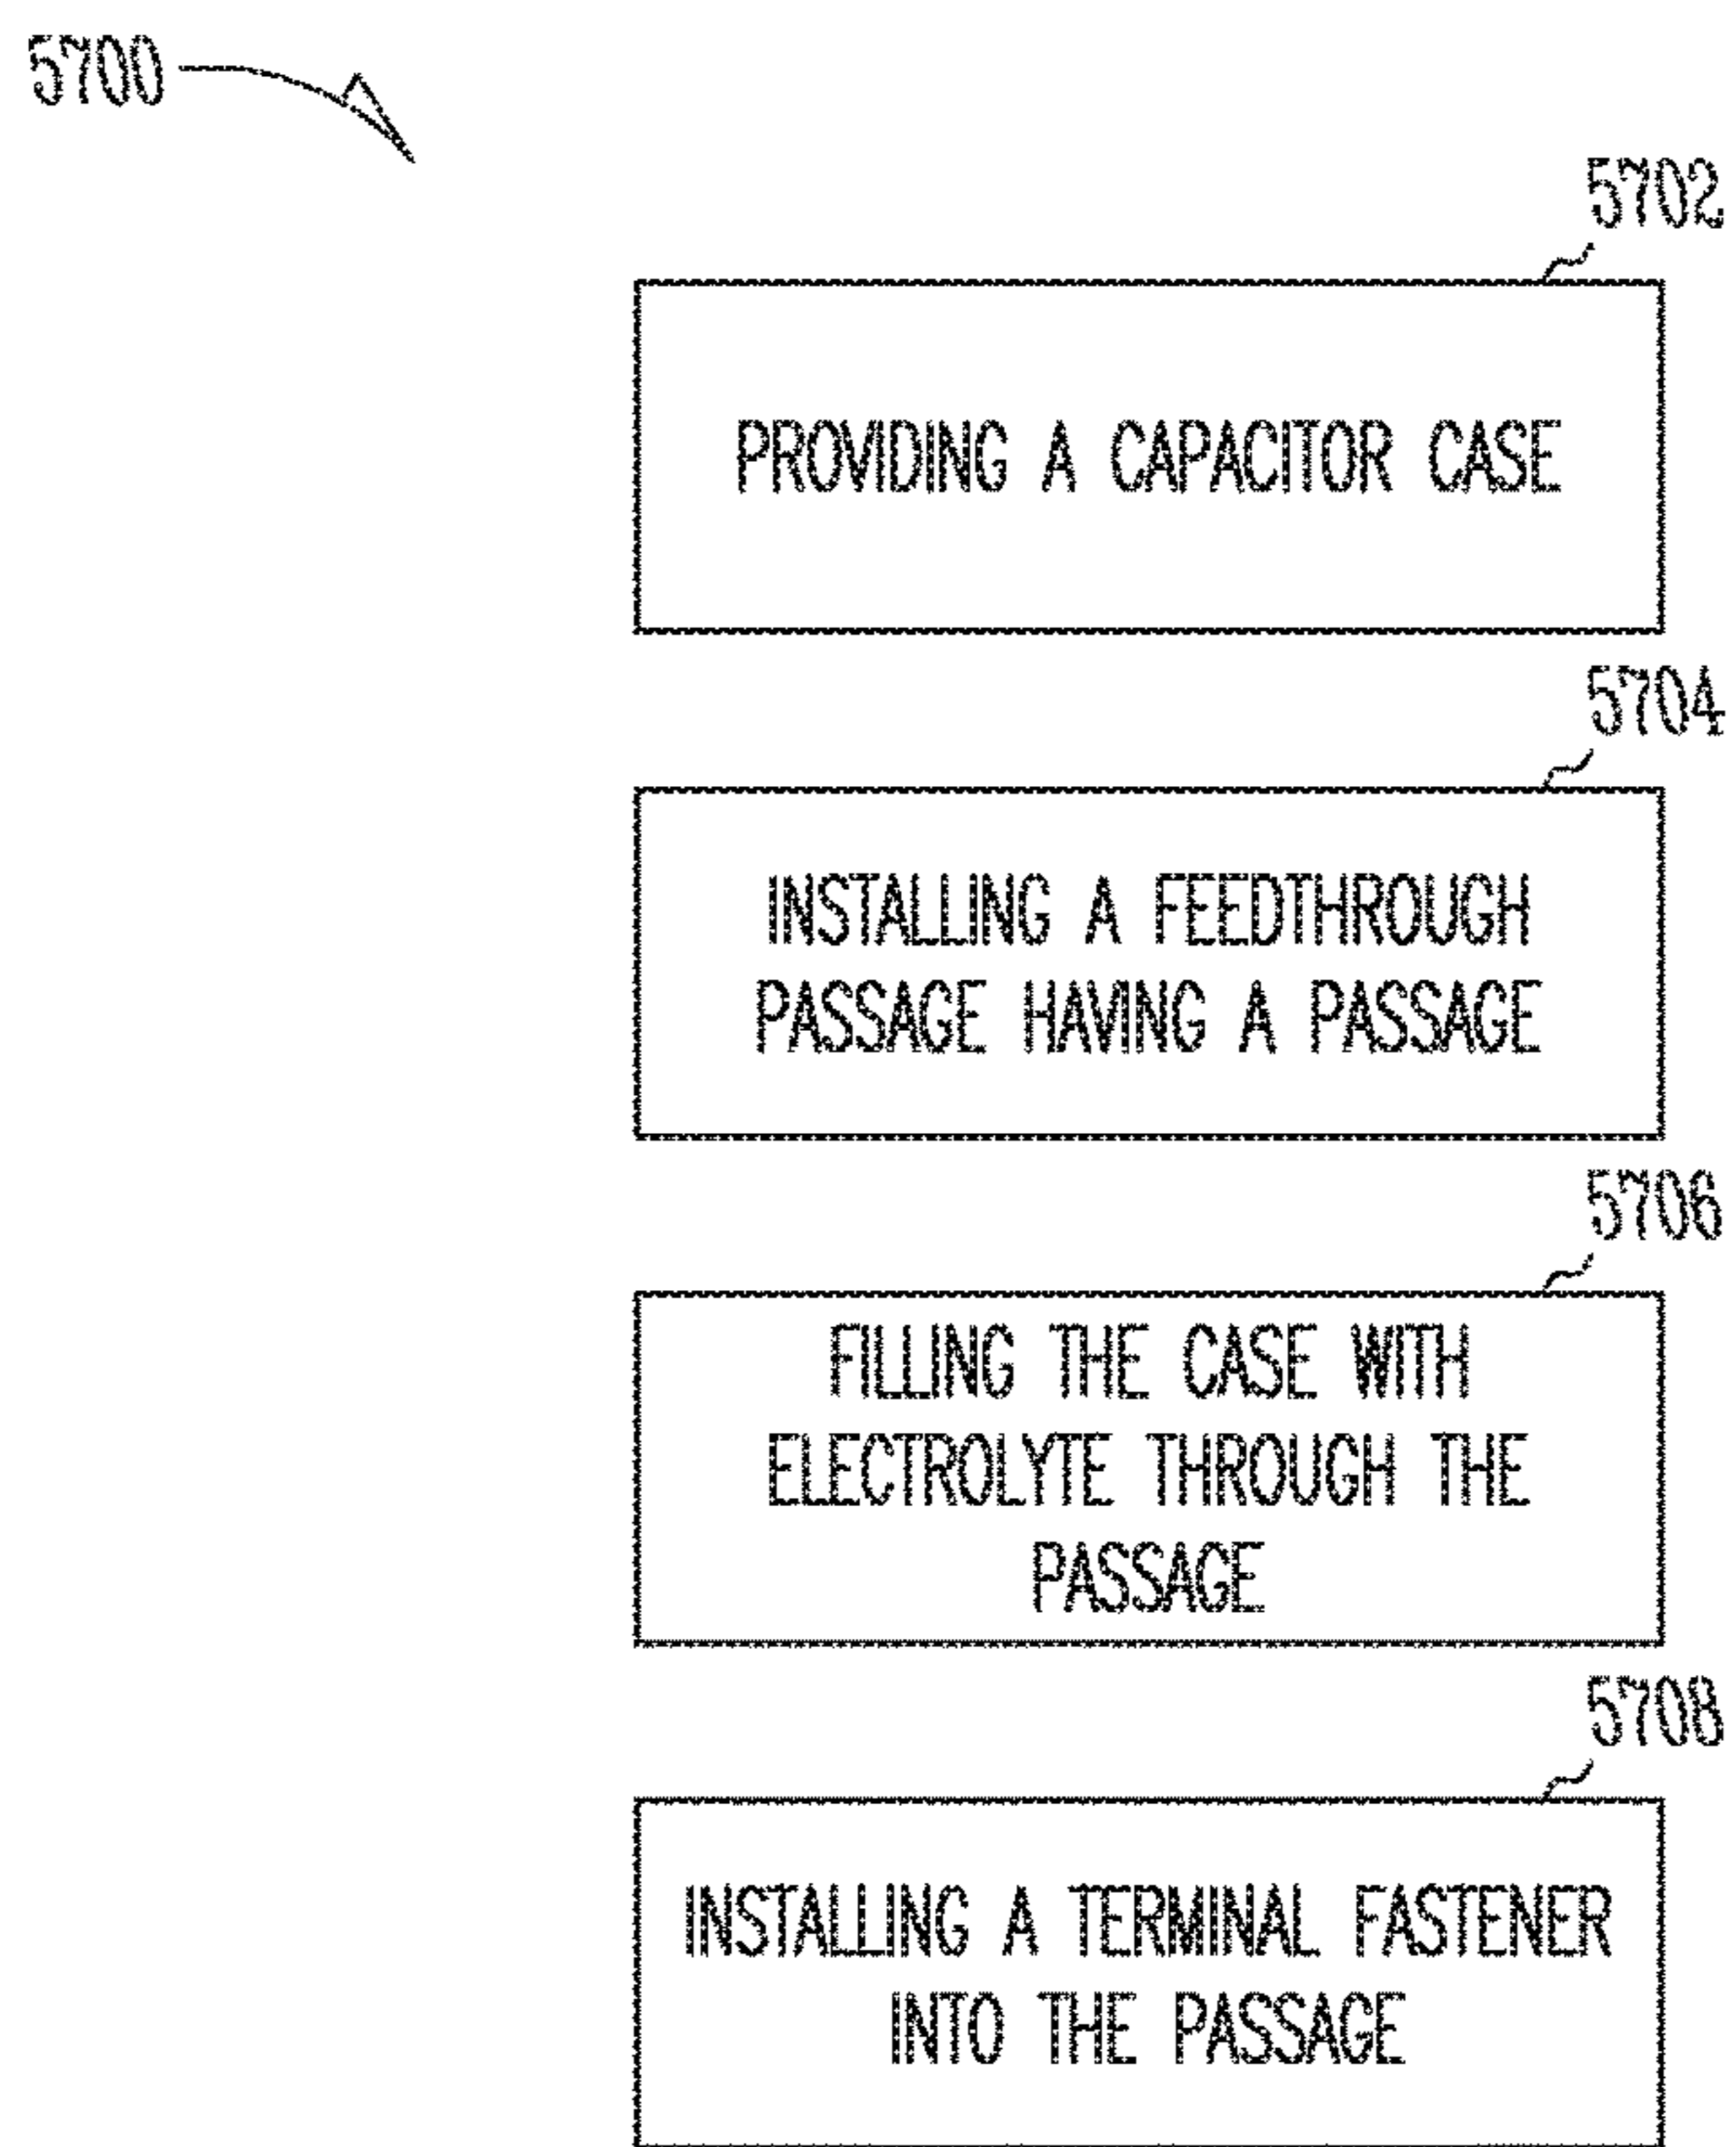 5700
5702
PROVIDING A CAPACITOR CASE
5704
INSTALLING A FEEDTHROUGH
PASSAGE HAVING A PASSAGE
5706
FILLING THE CASE WITH
ELECTROLYTE THROUGH THE
PASSAGE
5708
INSTALLING A TERMINAL FASTENER
INTO THE PASSAGE